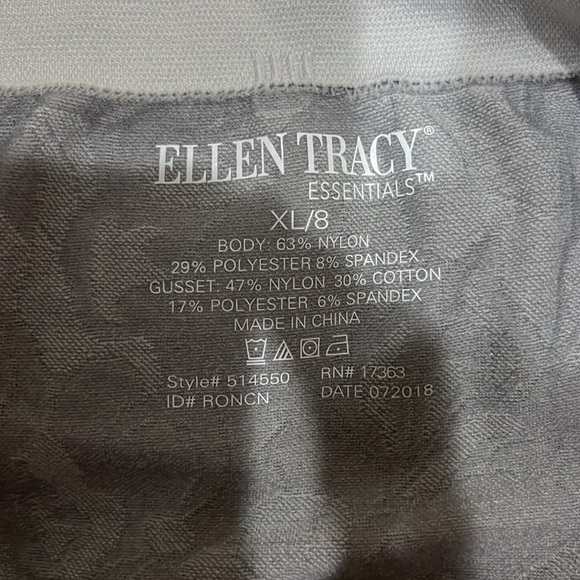 ELLEN TRACY®
ESSENTIALS™
XL/8
BODY: 63% NYLON
29% POLYESTER 8% SPANDEX
GUSSET: 47% NYLON 30% COTTON
17% POLYESTER 6% SPANDEX
MADE IN CHINA
Style# 514550 RN# 17363
ID# RONCN DATE 072018